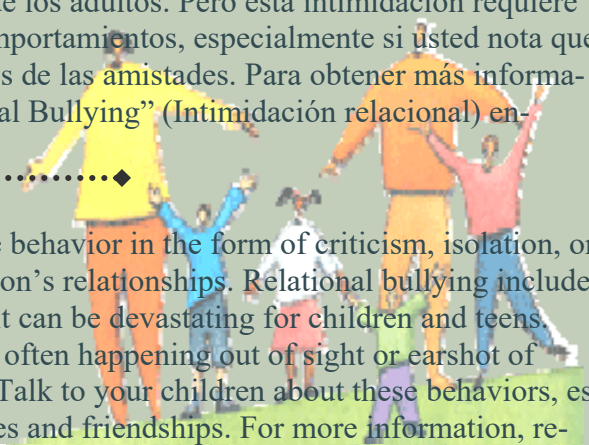 de los adultos. Pero esta intimidación requiere
mportamientos, especialmente si usted nota que
s de las amistades. Para obtener más informa-
al Bullying” (Intimidación relacional) en-
e behavior in the form of criticism, isolation, or
on’s relationships. Relational bullying include
t can be devastating for children and teens.
often happening out of sight or earshot of
Talk to your children about these behaviors, es
es and friendships. For more information, re-